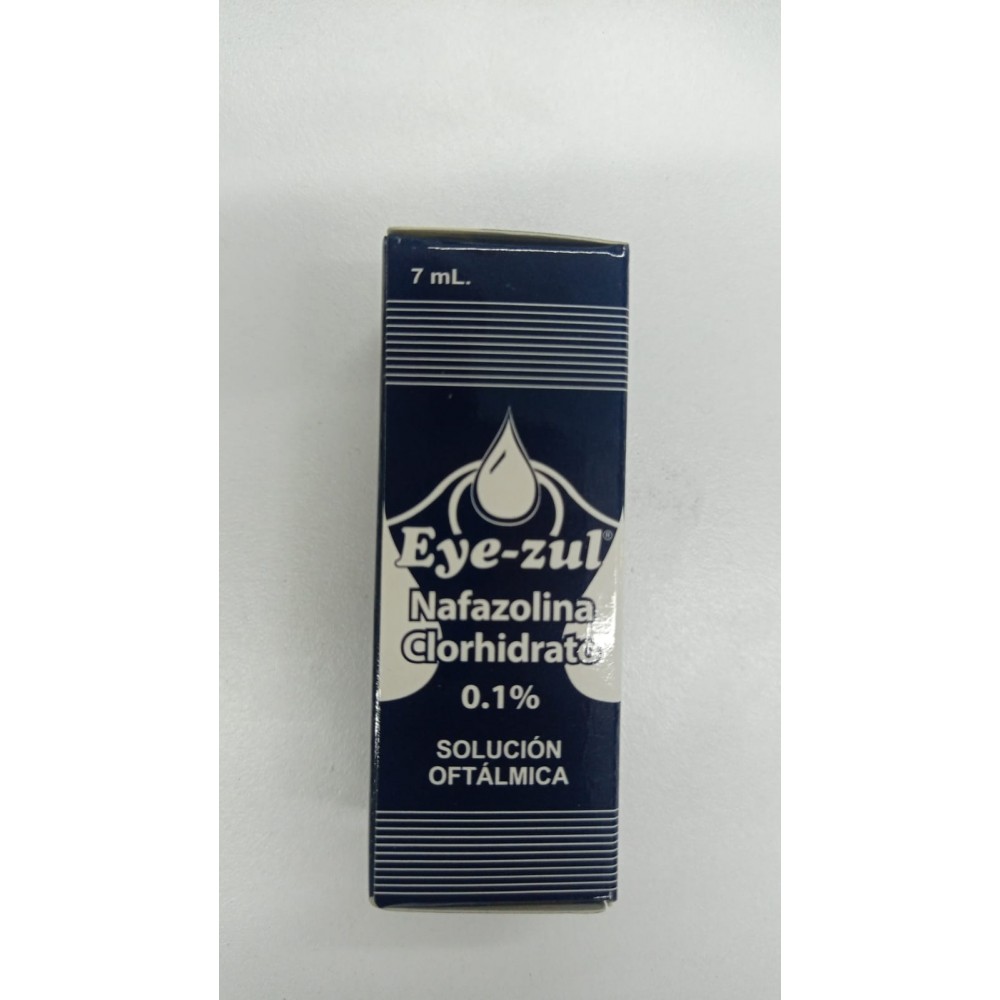 7 mL.
Eye-zul®
Nafazolina
Clorhidrato
0.1%
SOLUCIÓN
OFTÁLMICA